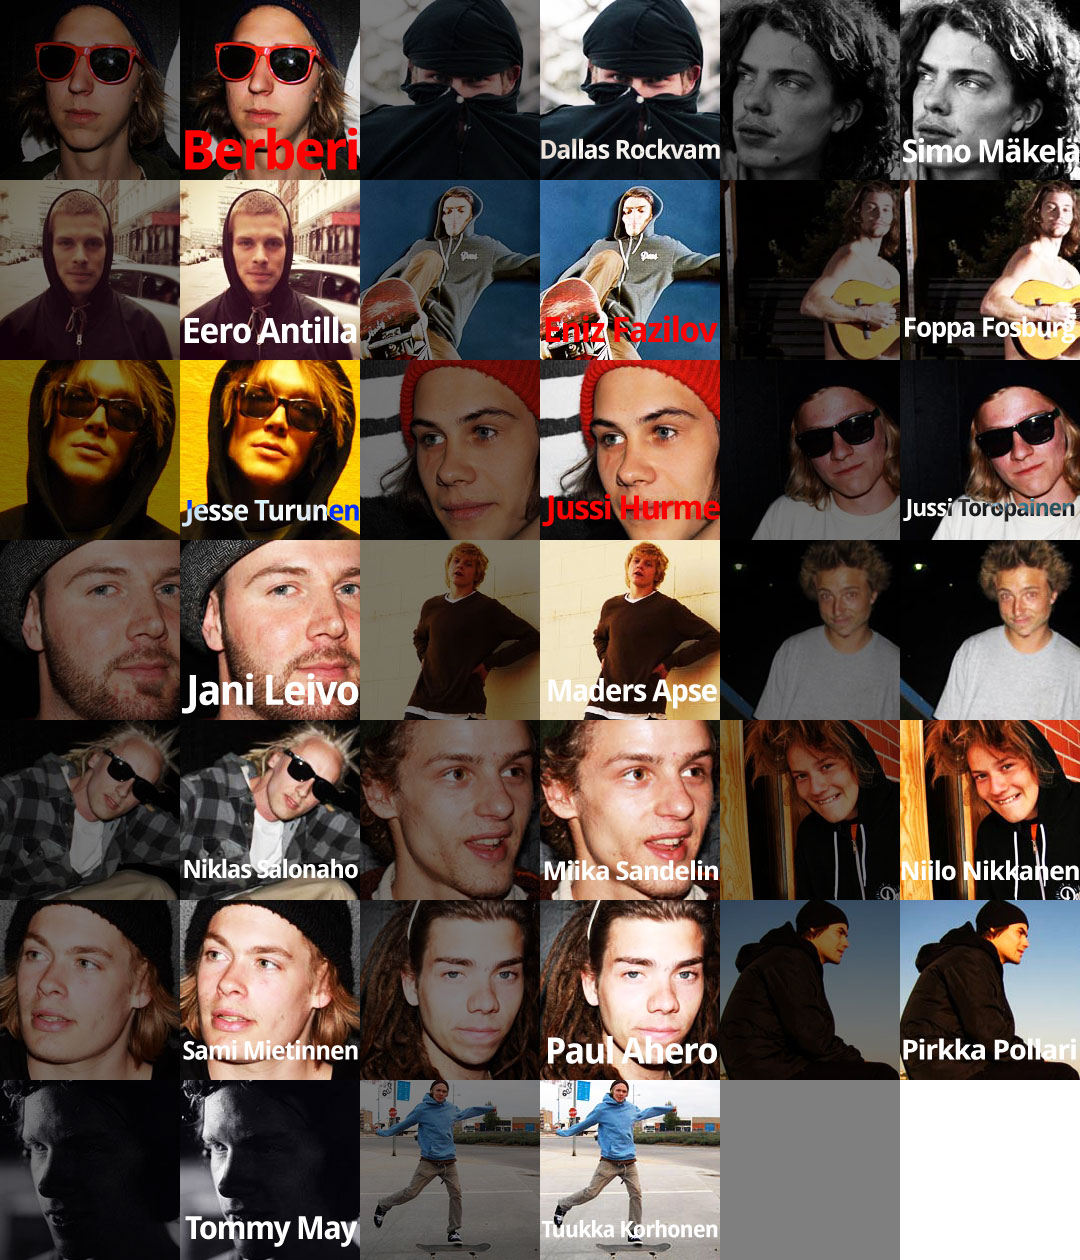 Berberi
Dallas Rockvam
Simo Mäkelä
Eero Antilla
Eniz Fazilov
Foppa Fosburg
Jesse Turunen
Jussi Hurme
Jussi Toropainen
Jani Leivo
Maders Apse
Niklas Salonaho
Miika Sandelin
Niilo Nikkanen
Sami Mietinnen
Paul Ahero
Pirkka Pollari
Tommy May
Tuukka Korhonen